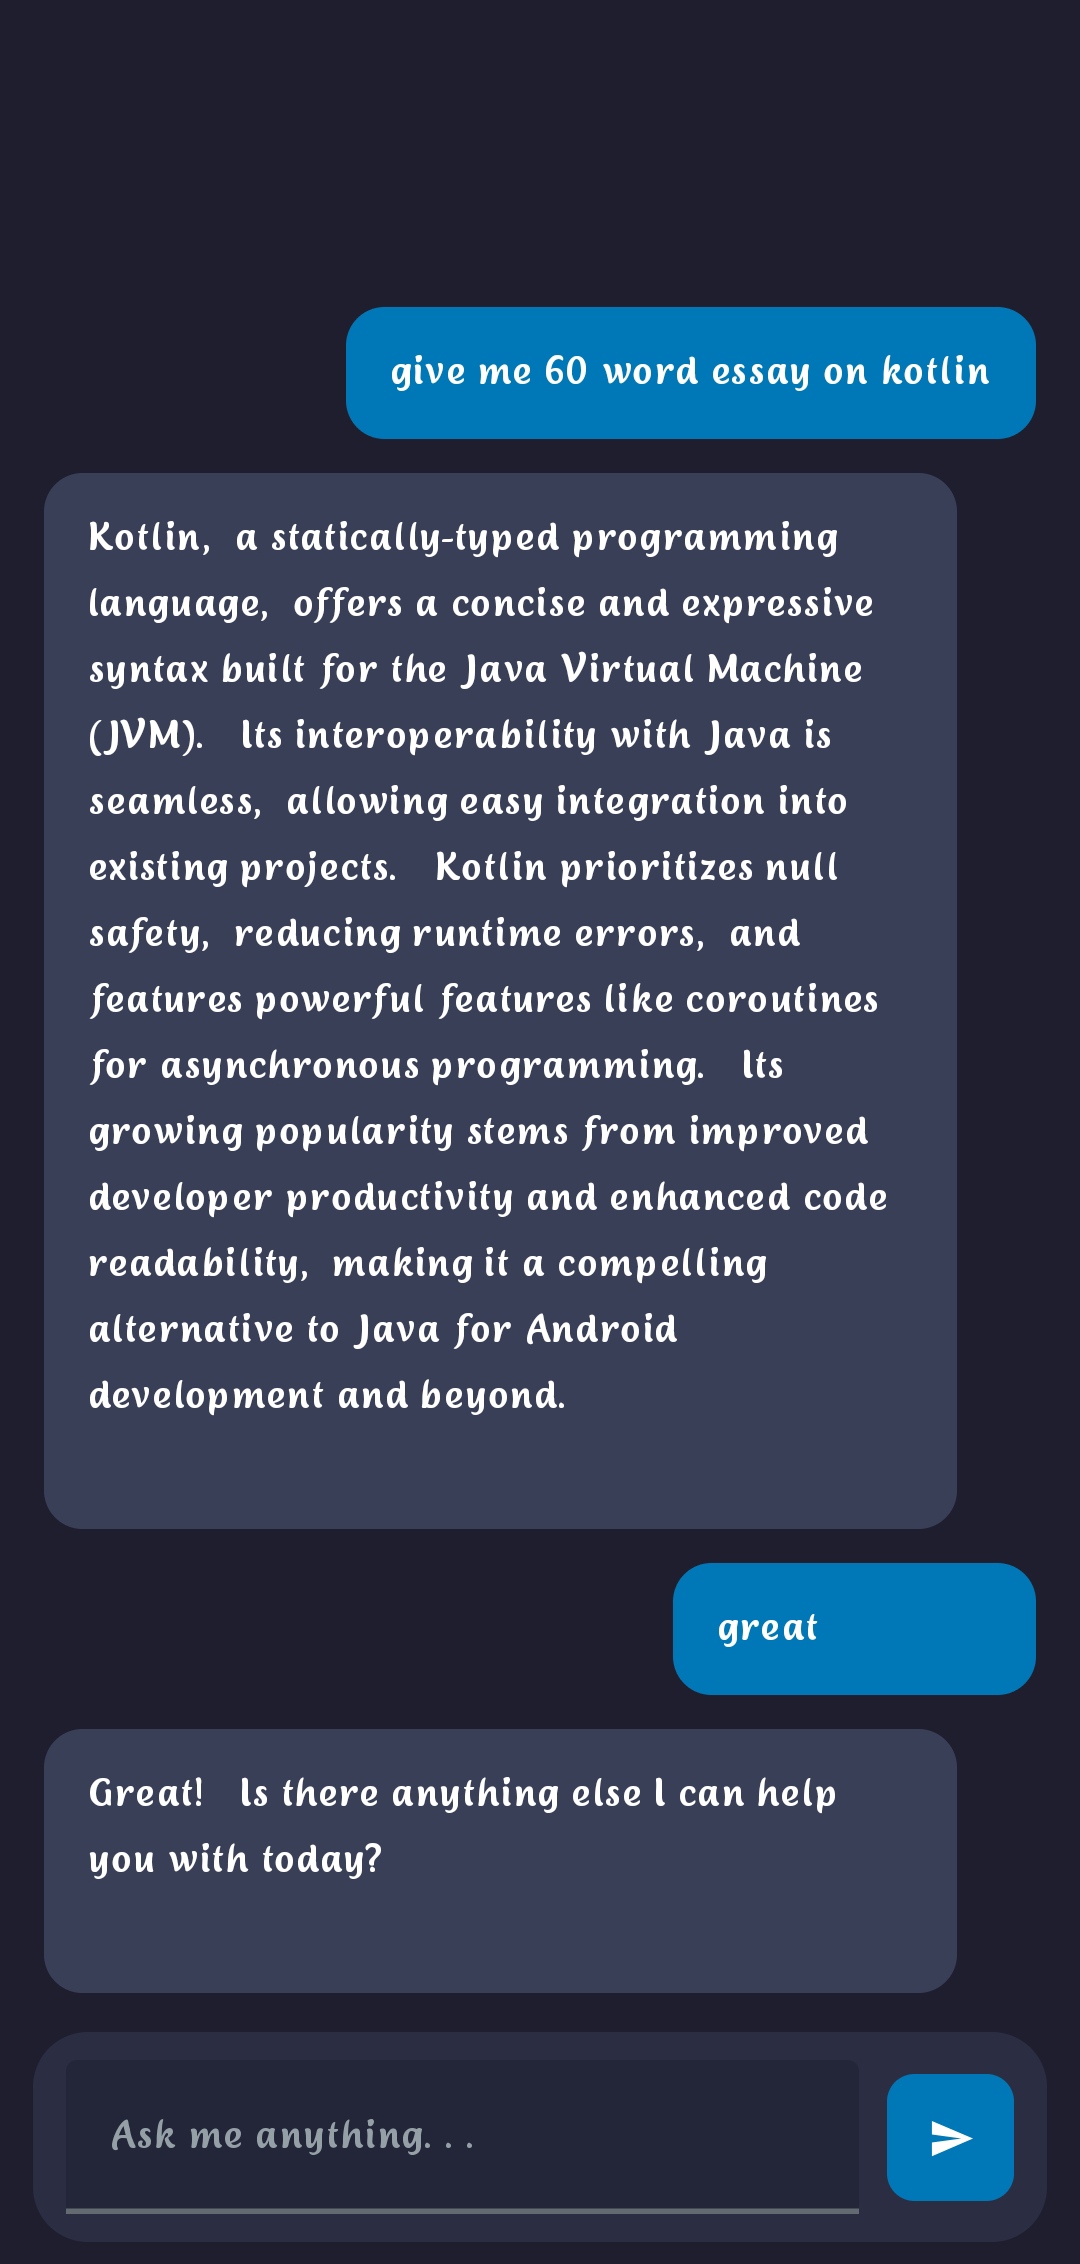 give me 60 word essay on kotlin
Kotlin, a statically-typed programming
language, offers a concise and expressive
syntax built for the Java Virtual Machine
(JVM). Its interoperability with Java is
seamless, allowing easy integration into
existing projects. Kotlin prioritizes null
safety, reducing runtime errors, and
features powerful features like coroutines
for asynchronous programming. Its
growing popularity stems from improved
developer productivity and enhanced code
readability, making it a compelling
alternative to Java for Android
development and beyond.
great
Great! Is there anything else I can help
you with today?
Ask me anything. . .